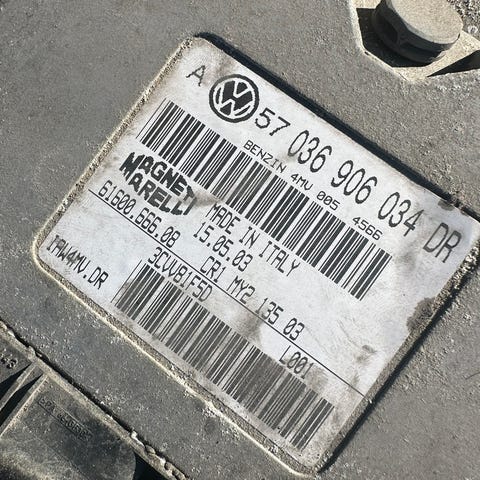 A VW 57 036 906 034 DR
BENZIN 4MV 005 4566
MAGNETI
MARELLI
MADE IN ITALY
61600.666.08 15.05.03 CR1 MY2 135 03
IAW4MV.DR 3CVVB1F5D L001